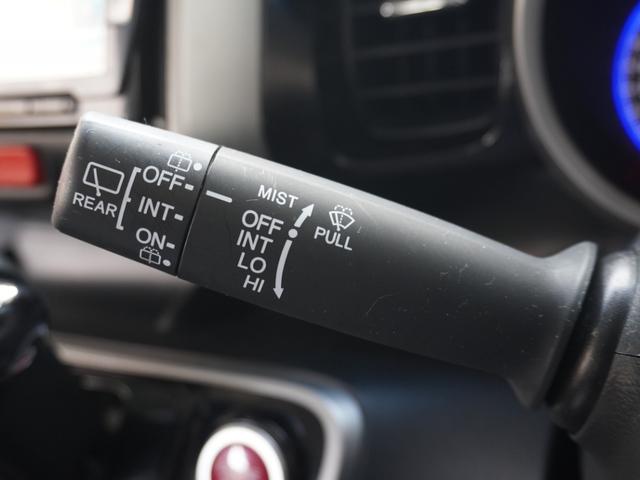 REAR
OFF
INT
ON
MIST
OFF
INT
LO
HI
PULL